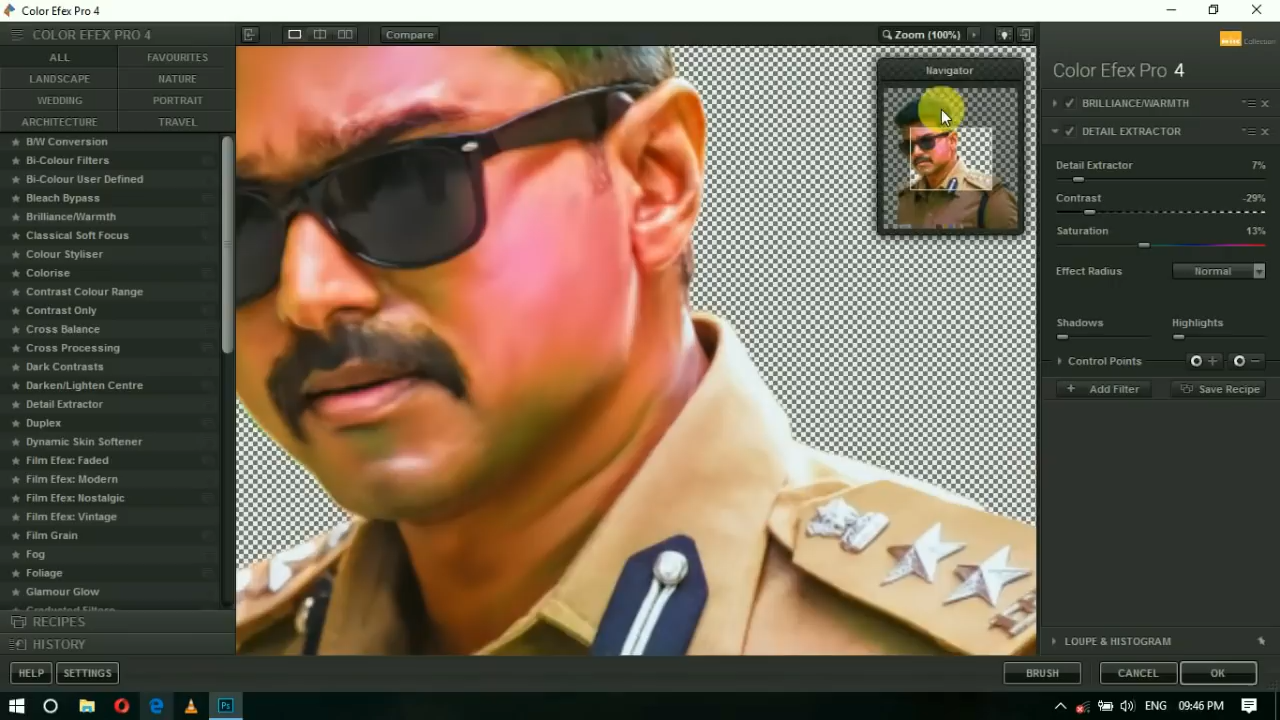 Color Efex Pro 4
COLOR EFEX PRO 4
Compare
Zoom (100%)
ALL
FAVOURITES
LANDSCAPE
NATURE
WEDDING
PORTRAIT
ARCHITECTURE
TRAVEL
B/W Conversion
Bi-Colour Filters
Bi-Colour User Defined
Bleach Bypass
Brilliance/Warmth
Classical Soft Focus
Colour Styliser
Colorise
Contrast Colour Range
Contrast Only
Cross Balance
Cross Processing
Dark Contrasts
Darken/Lighten Centre
Detail Extractor
Duplex
Dynamic Skin Softener
Film Efex: Faded
Film Efex: Modern
Film Efex: Nostalgic
Film Efex: Vintage
Film Grain
Fog
Foliage
Glamour Glow
Graduated Filters
RECIPES
HISTORY
HELP
SETTINGS
Navigator
Collection
Color Efex Pro 4
BRILLIANCE/WARMTH
DETAIL EXTRACTOR
Detail Extractor 7%
Contrast -29%
Saturation 13%
Effect Radius Normal
Shadows Highlights
Control Points
+ Add Filter
Save Recipe
LOUPE & HISTOGRAM
BRUSH
CANCEL
OK
Ps
ENG
09:46 PM